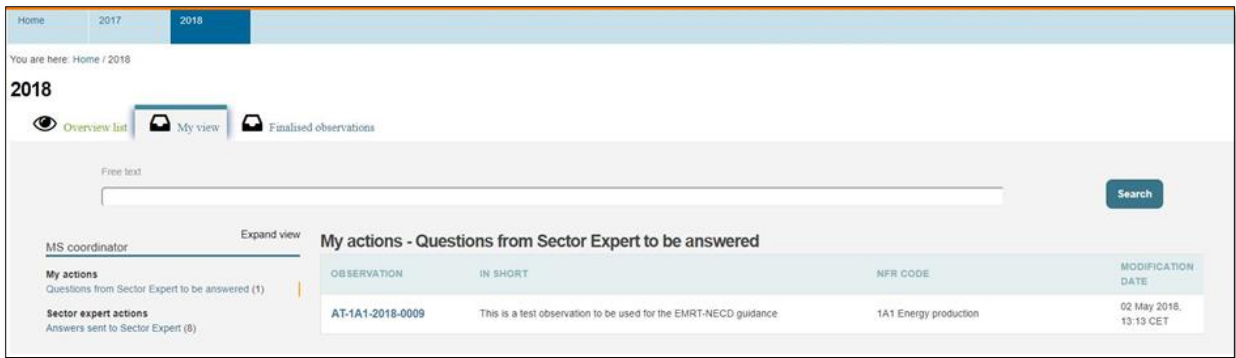 Home 2017 2018
You are here: Home / 2018
2018
Overview list My view Finalised observations
Free text
Search
MS coordinator
Expand view
My actions
Questions from Sector Expert to be answered (1)
Sector expert actions
Answers sent to Sector Expert (8)
My actions - Questions from Sector Expert to be answered
OBSERVATION IN SHORT NFR CODE MODIFICATION
DATE
AT-1A1-2018-0009 This is a test observation to be used for the EMRT-NECD guidance 1A1 Energy production 02 May 2018,
13:13 CET